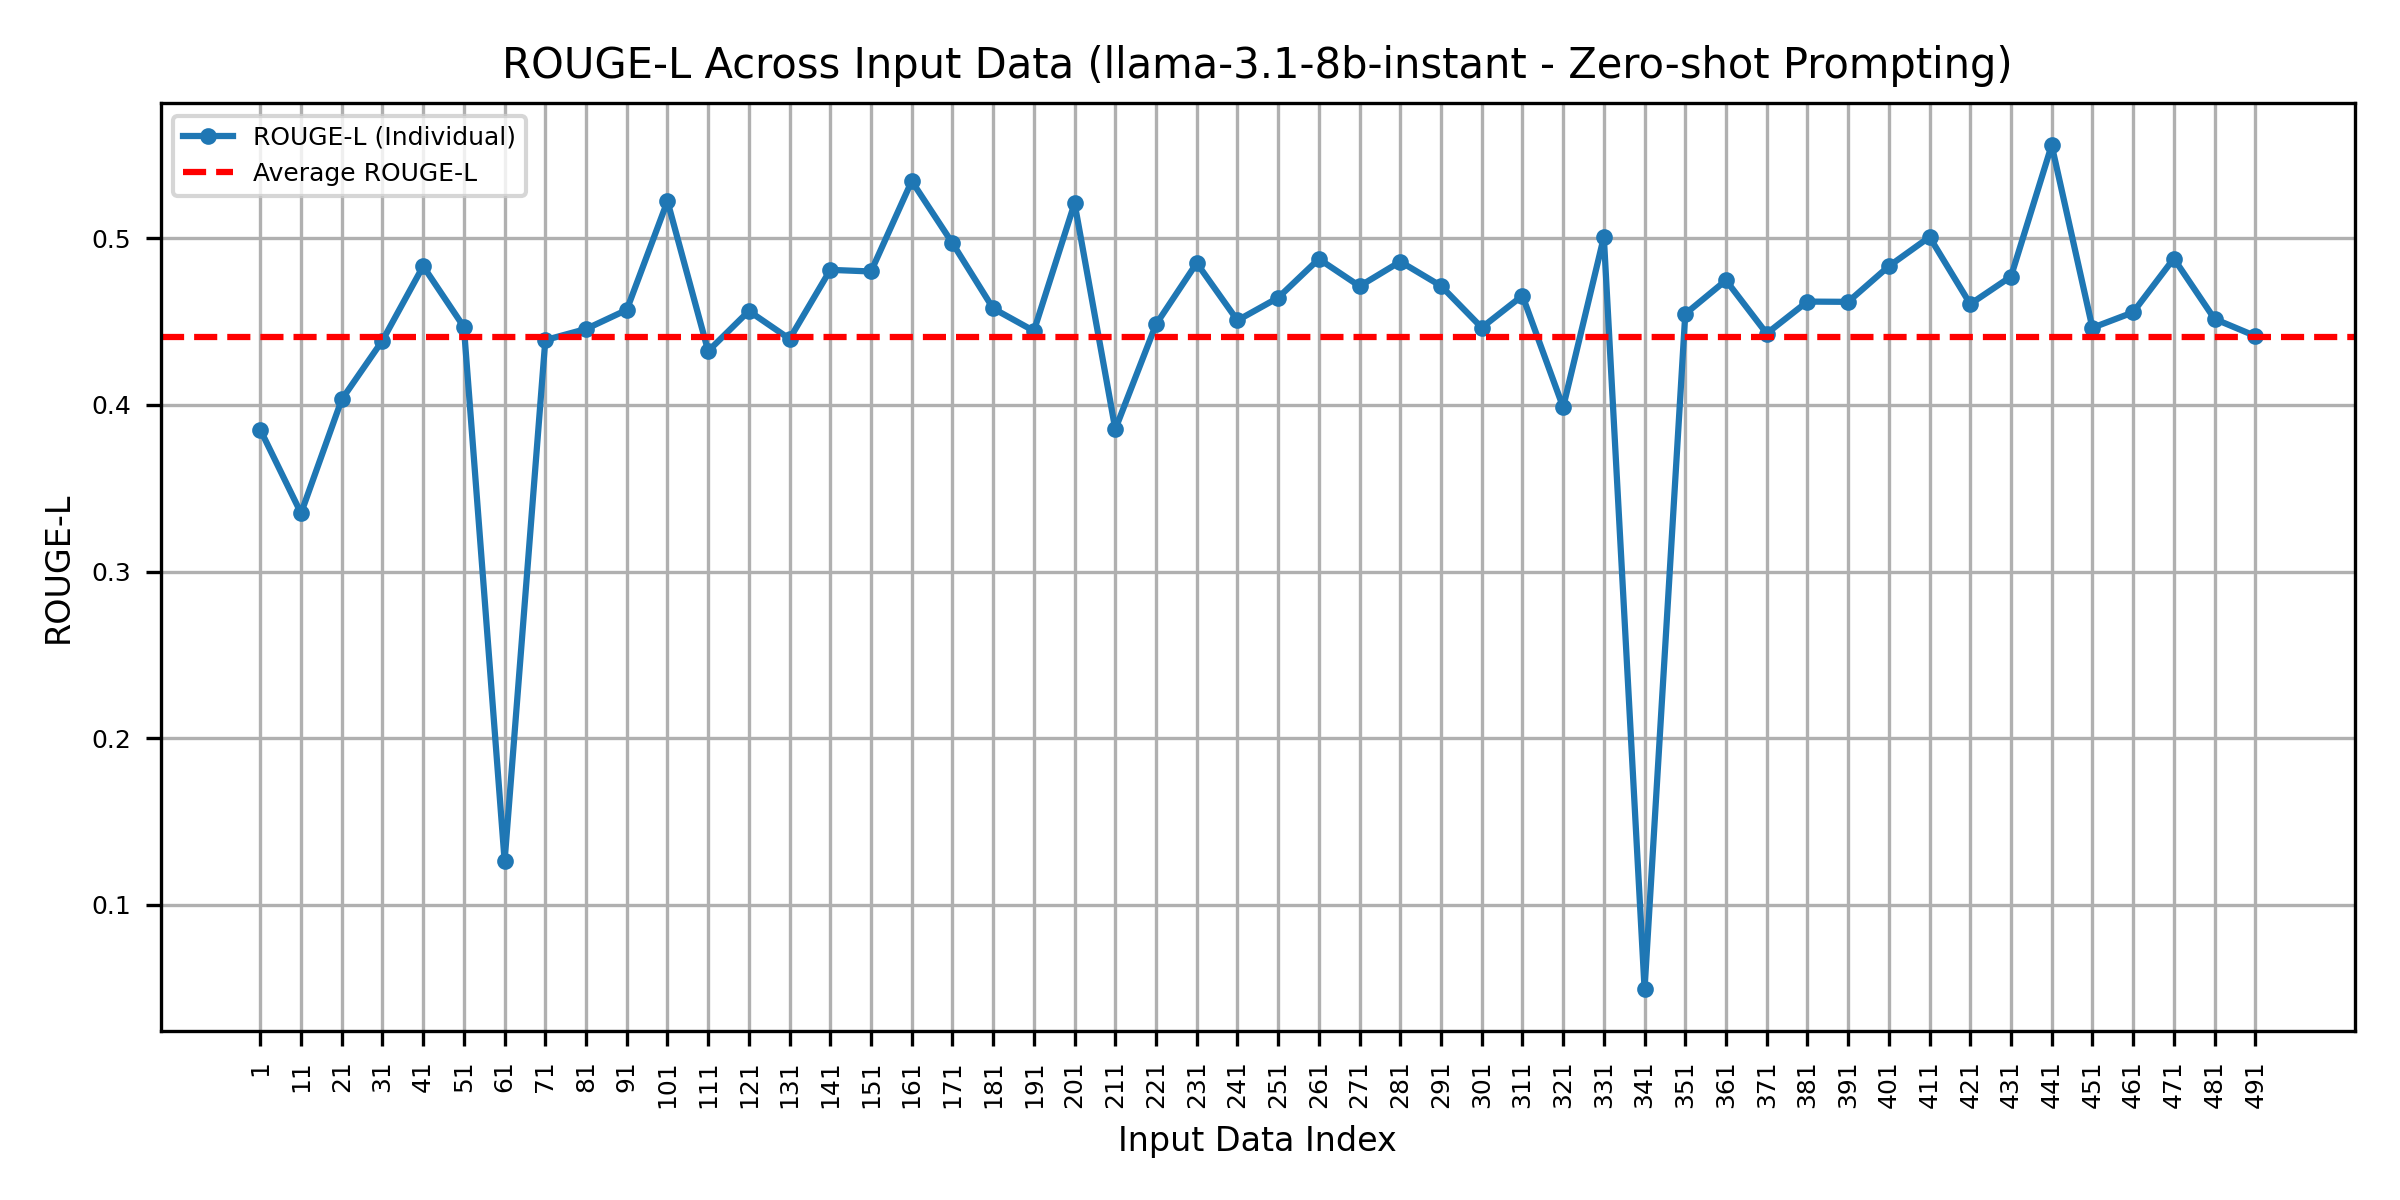 ROUGE-L Across Input Data (llama-3.1-8b-instant - Zero-shot Prompting)
ROUGE-L (Individual)
Average ROUGE-L
ROUGE-L
0.5
0.4
0.3
0.2
0.1
1 11 21 31 41 51 61 71 81 91 101 111 121 131 141 151 161 171 181 191 201 211 221 231 241 251 261 271 281 291 301 311 321 331 341 351 361 371 381 391 401 411 421 431 441 451 461 471 481 491
Input Data Index